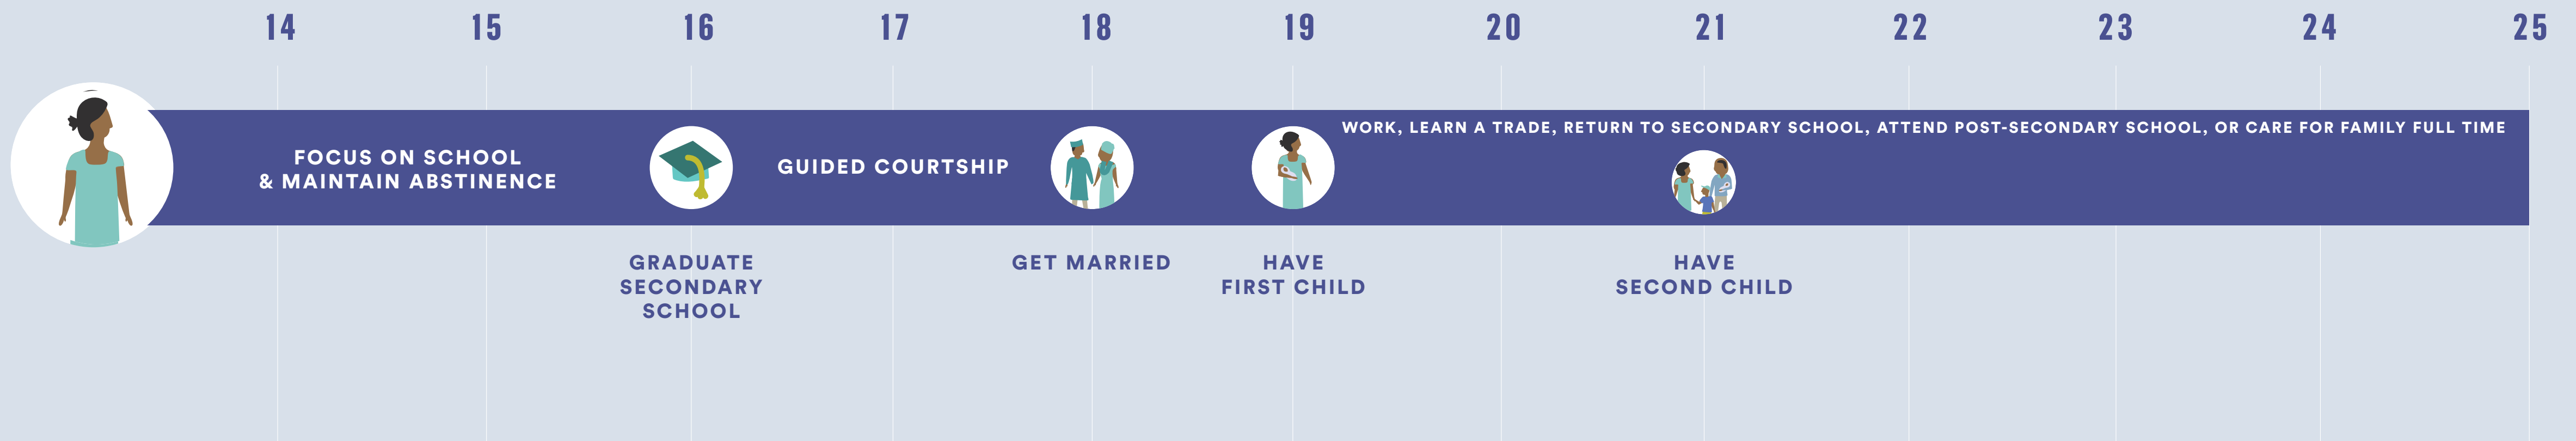 14 15 16 17 18 19 20 21 22 23 24 25
WORK, LEARN A TRADE, RETURN TO SECONDARY SCHOOL, ATTEND POST-SECONDARY SCHOOL, OR CARE FOR FAMILY FULL TIME
FOCUS ON SCHOOL
& MAINTAIN ABSTINENCE
GUIDED COURTSHIP
GRADUATE
SECONDARY
SCHOOL
GET MARRIED
HAVE
FIRST CHILD
HAVE
SECOND CHILD